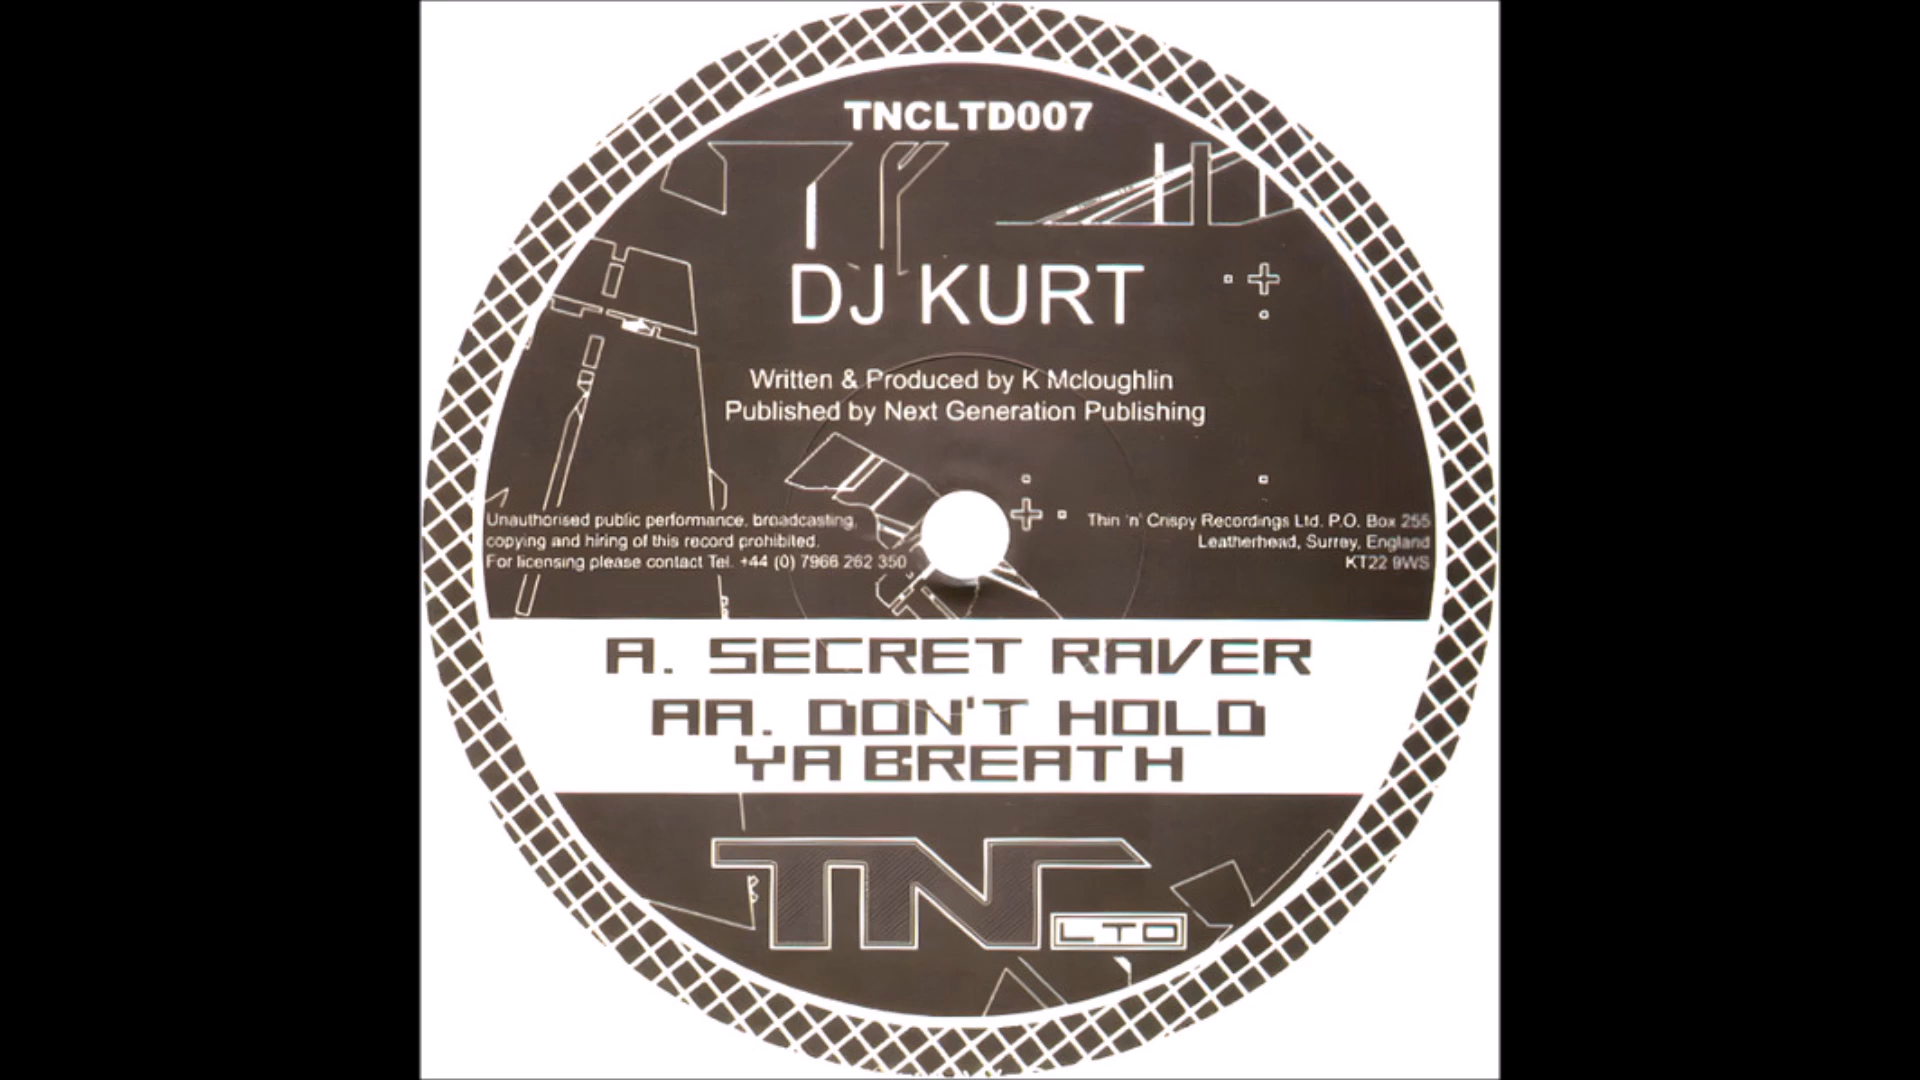 TNCLTD007
DJ KURT
Written & Produced by K Mcloughlin
Published by Next Generation Publishing
Unauthorised public performance, broadcasting,
copying and hiring of this record prohibited.
For licensing please contact Tel. +44 (0) 7966 262 350
Thin 'n' Crispy Recordings Ltd. P.O. Box 255
Leatherhead, Surrey, England
KT22 9WS
A. SECRET RAVER
AA. DON'T HOLD
YA BREATH
TNC
LTD